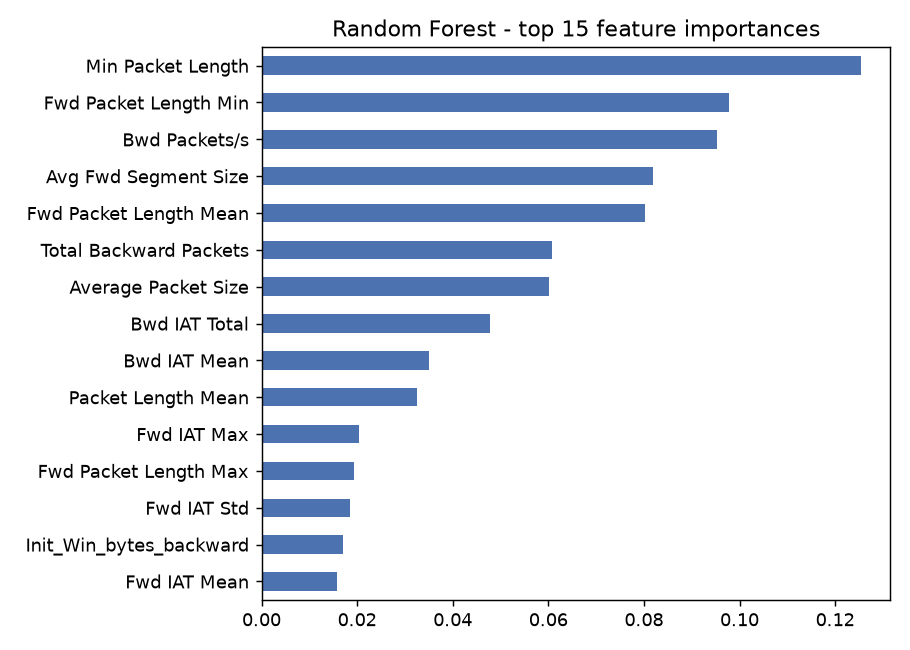 Random Forest - top 15 feature importances
Min Packet Length
Fwd Packet Length Min
Bwd Packets/s
Avg Fwd Segment Size
Fwd Packet Length Mean
Total Backward Packets
Average Packet Size
Bwd IAT Total
Bwd IAT Mean
Packet Length Mean
Fwd IAT Max
Fwd Packet Length Max
Fwd IAT Std
Init_Win_bytes_backward
Fwd IAT Mean
0.00 0.02 0.04 0.06 0.08 0.10 0.12